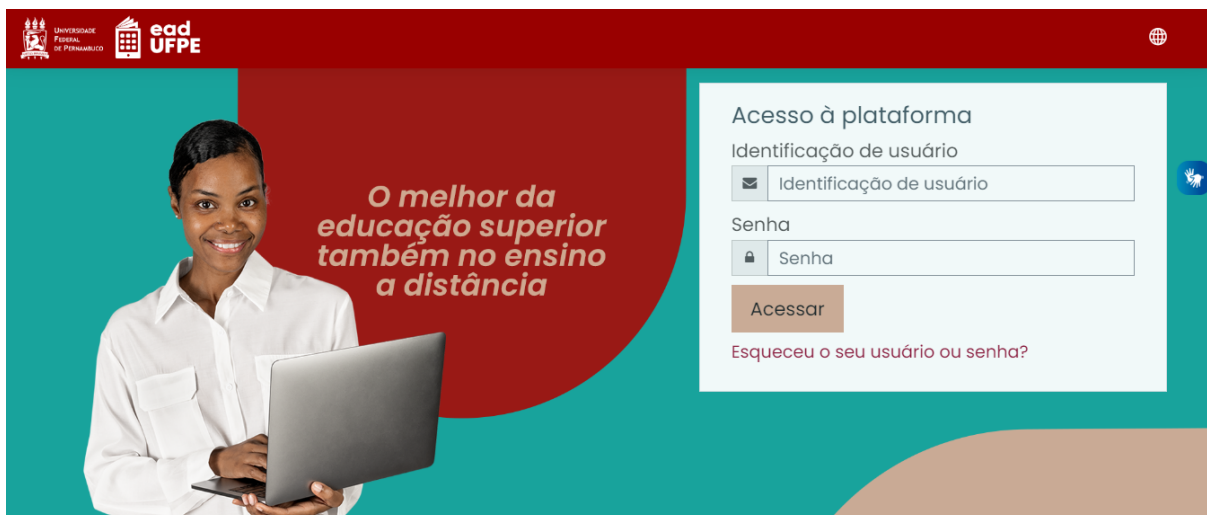 UNIVERSIDADE
FEDERAL
DE PERNAMBUCO
ead
UFPE
O melhor da
educação superior
também no ensino
a distância
Acesso à plataforma
Identificação de usuário
Identificação de usuário
Senha
Senha
Acessar
Esqueceu o seu usuário ou senha?